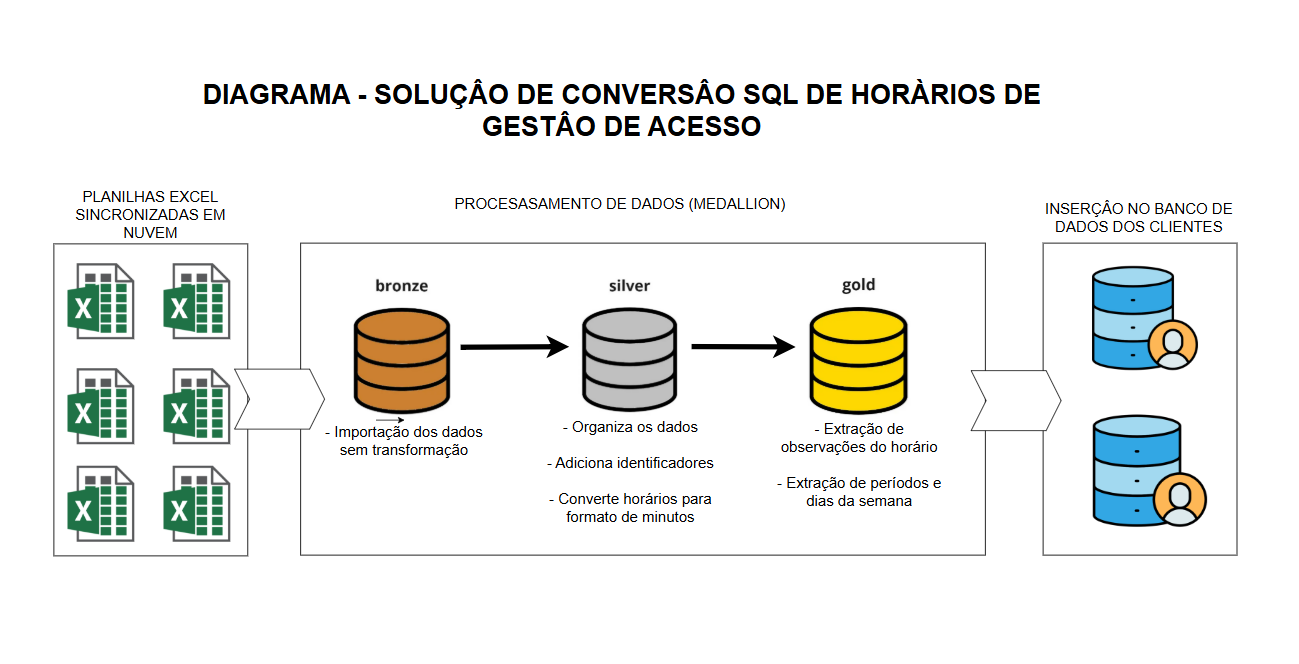 DIAGRAMA - SOLUÇÂO DE CONVERSÂO SQL DE HORÀRIOS DE
GESTÂO DE ACESSO
PLANILHAS EXCEL
SINCRONIZADAS EM
NUVEM
PROCESASAMENTO DE DADOS (MEDALLION)
INSERÇÂO NO BANCO DE
DADOS DOS CLIENTES
X
X
X
X
X
X
bronze
- Importação dos dados
sem transformação
silver
- Organiza os dados
- Adiciona identificadores
- Converte horários para
formato de minutos
gold
- Extração de
observações do horário
- Extração de períodos e
dias da semana